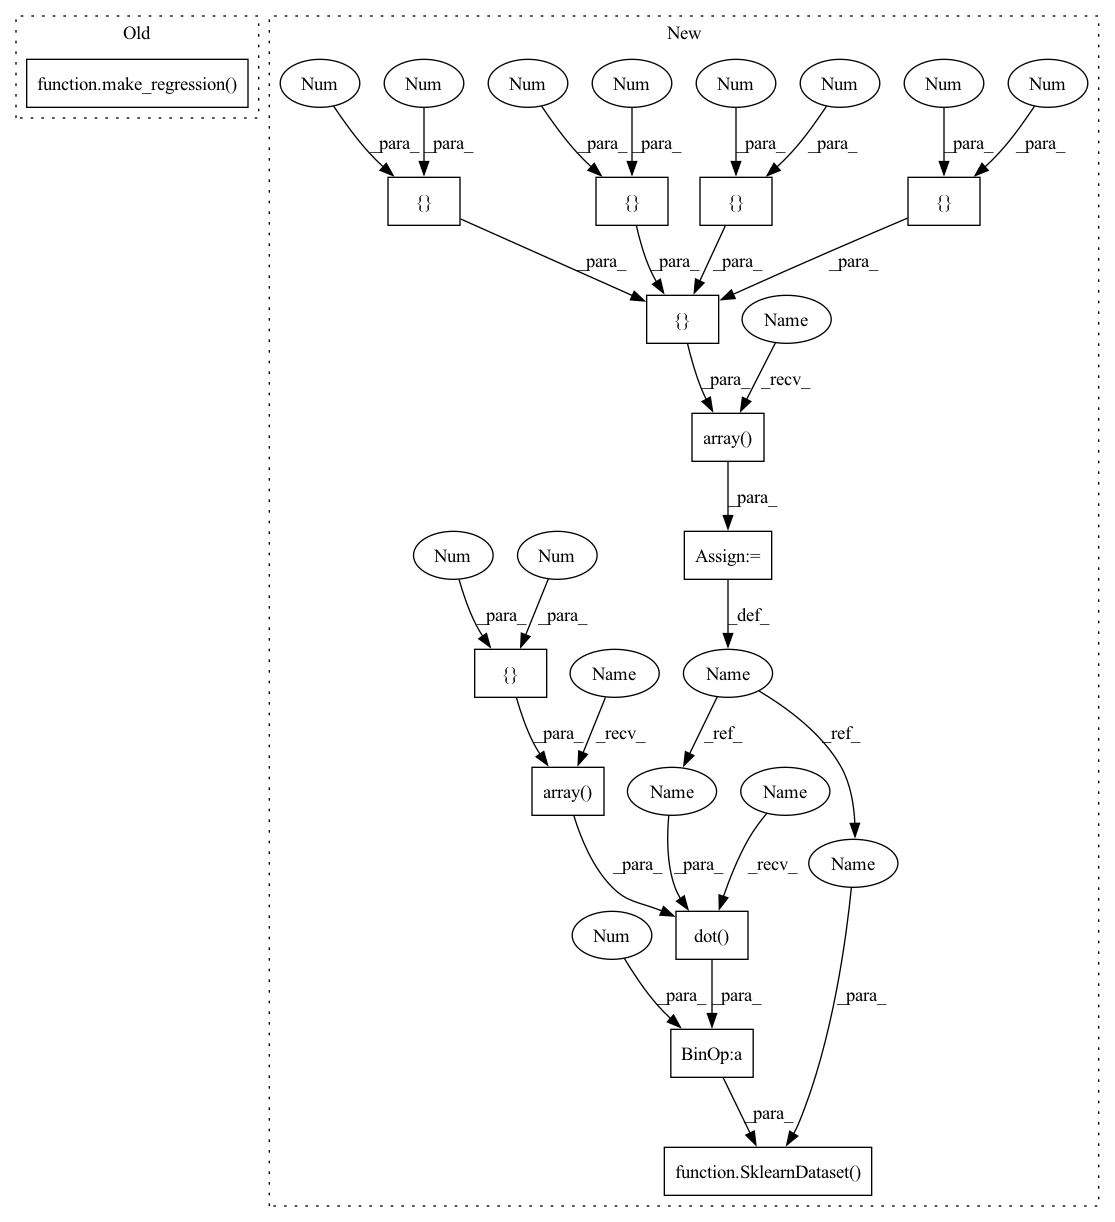 Old
New
function.make_regression()
Num
Num
Num
Num
Num
Num
Num
Num
_para_
_para_
_para_
_para_
_para_
_para_
_para_
_para_
{}
{}
{}
{}
_para_
_para_
_para_
_para_
{}
Name
_para_
_recv_
array()
_para_
Num
Num
Assign:=
_para_
_para_
_def_
{}
Name
Name
_para_
_recv_
_ref_
_ref_
array()
Name
Name
Name
_para_
_para_
_recv_
Num
dot()
_para_
_para_
_para_
BinOp:a
_para_
function.SklearnDataset()